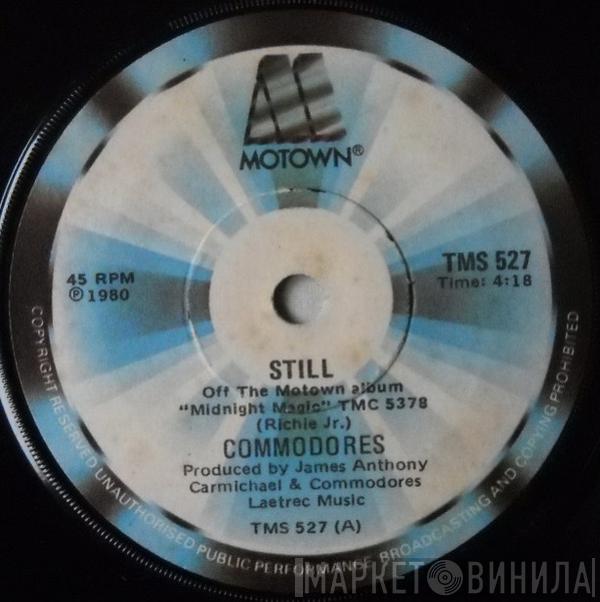 MOTOWN®
45 RPM
℗ 1980
TMS 527
Time: 4:18
STILL
Off The Motown album
"Midnight Magic" TMC 5378
(Richie Jr.)
COMMODORES
Produced by James Anthony
Carmichael & Commodores
Laetrec Music
TMS 527 (A)
COPYRIGHT RESERVED UNAUTHORISED PUBLIC PERFORMANCE, BROADCASTING AND COPYING PROHIBITED
МАРКЕТ ВИНИЛА